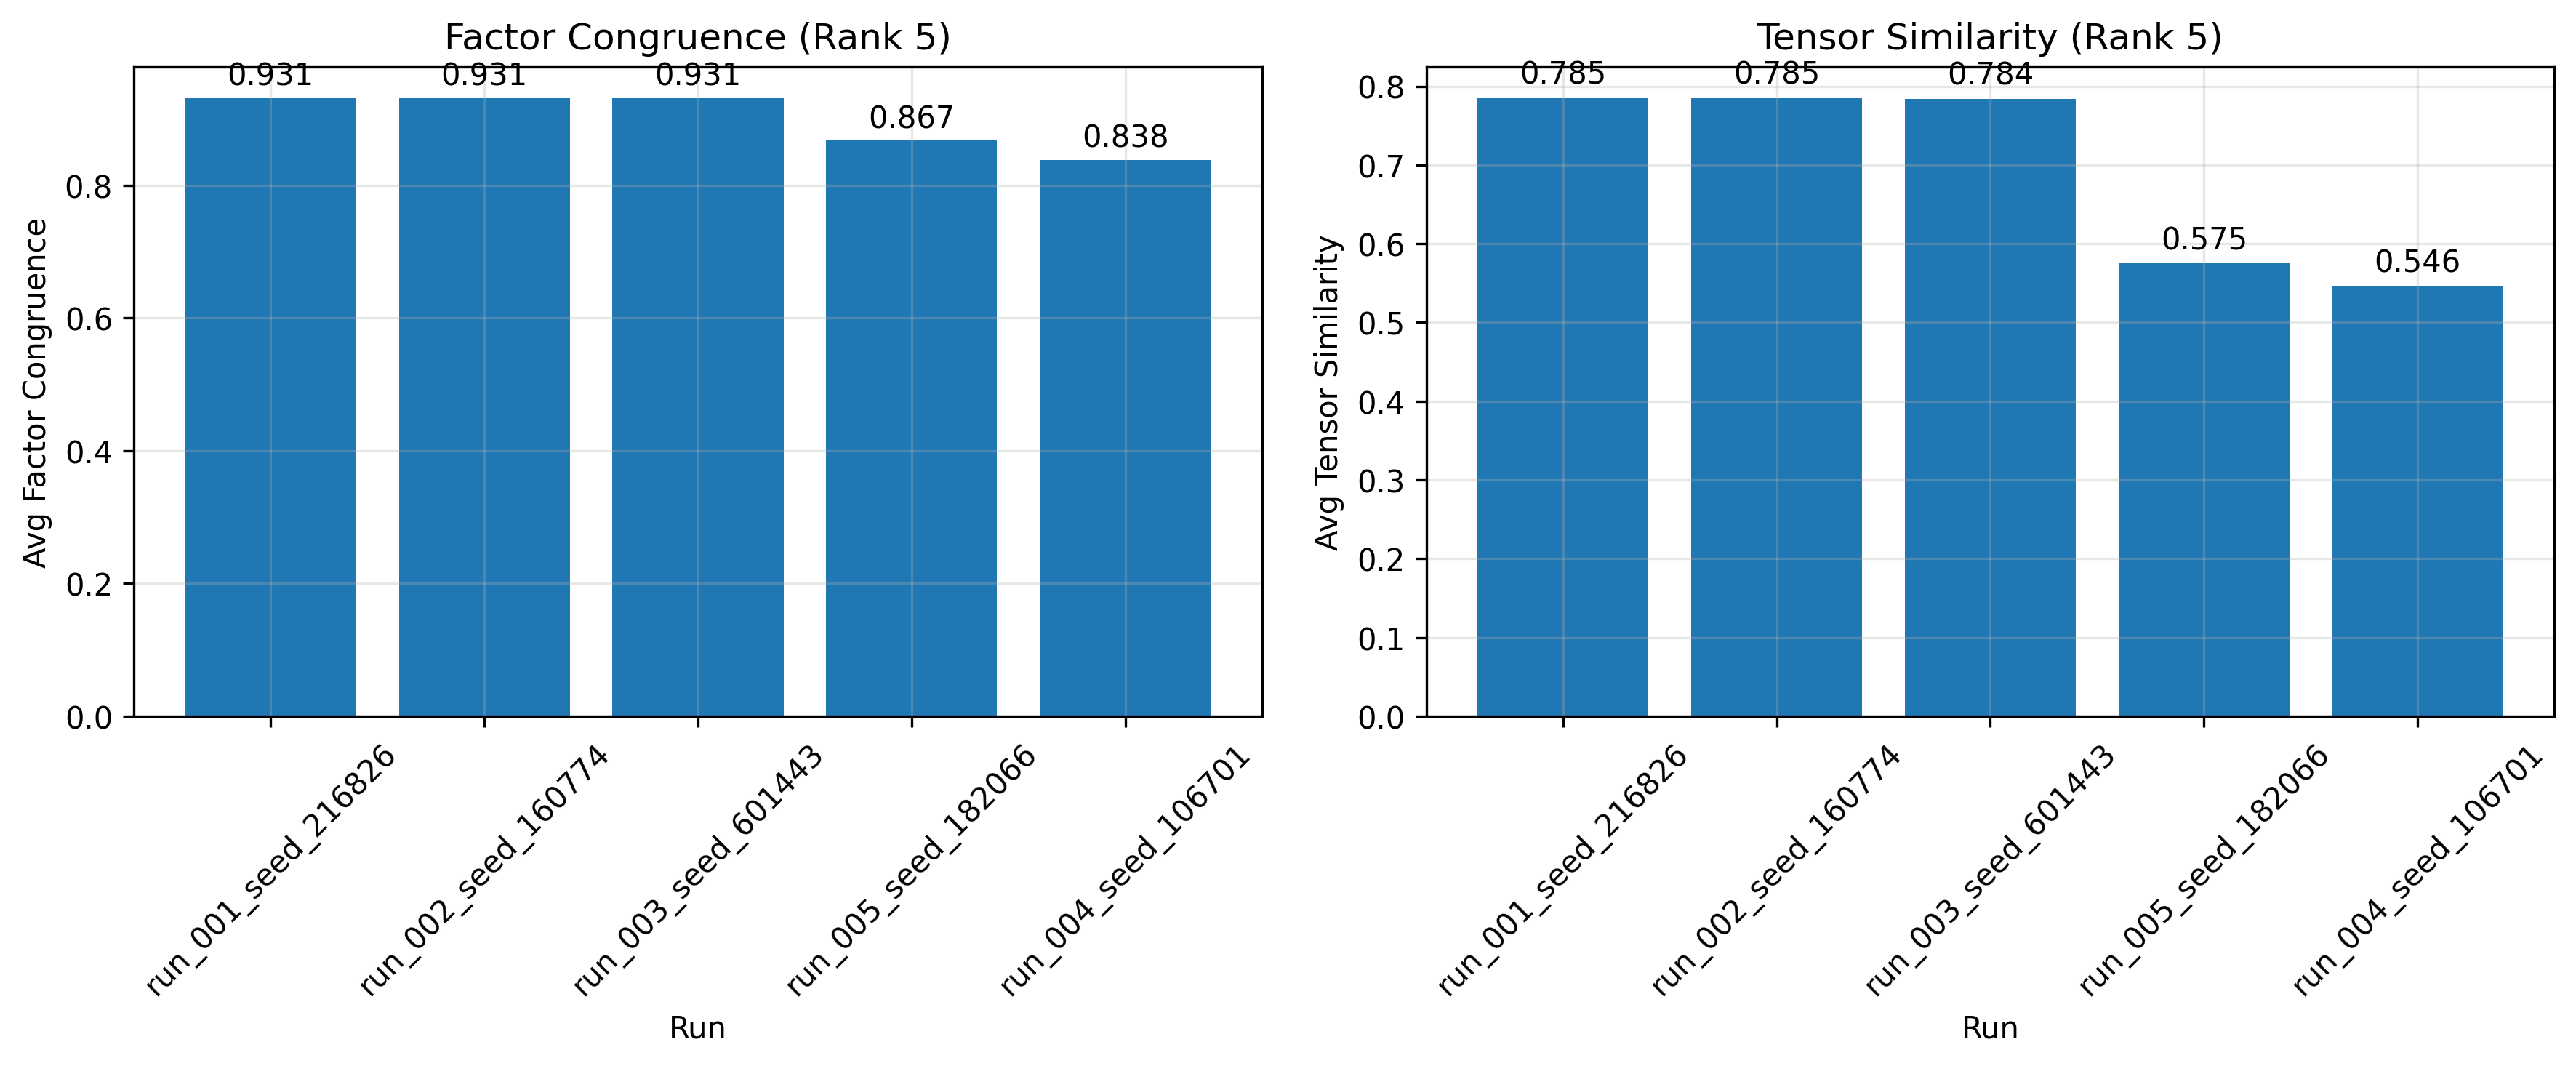 Factor Congruence (Rank 5)
0.931
0.931
0.931
0.867
0.838
0.8
0.6
0.4
0.2
0.0
Avg Factor Congruence
run_001_seed_216826
run_002_seed_160774
run_003_seed_601443
run_005_seed_182066
run_004_seed_106701
Run
Tensor Similarity (Rank 5)
0.785
0.785
0.784
0.575
0.546
0.8
0.7
0.6
0.5
0.4
0.3
0.2
0.1
0.0
Avg Tensor Similarity
run_001_seed_216826
run_002_seed_160774
run_003_seed_601443
run_005_seed_182066
run_004_seed_106701
Run